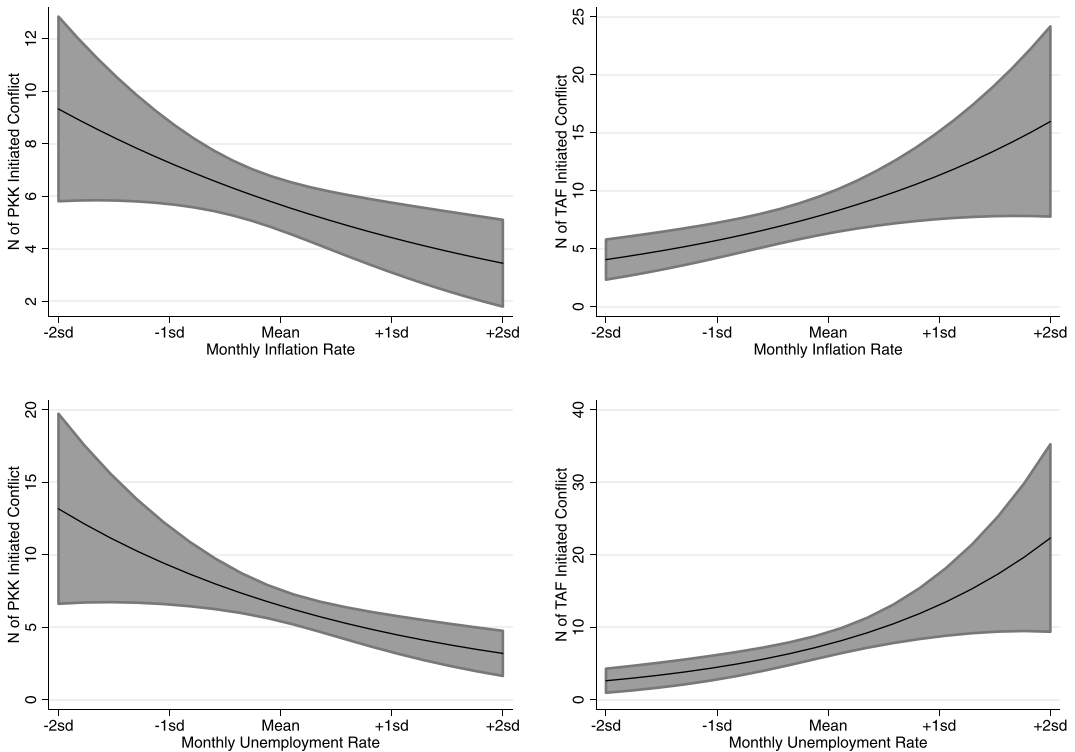 N of PKK Initiated Conflict
12
10
8
6
4
2
-2sd -1sd Mean +1sd +2sd
Monthly Inflation Rate
N of TAF Initiated Conflict
25
20
15
10
5
0
-2sd -1sd Mean +1sd +2sd
Monthly Inflation Rate
N of PKK Initiated Conflict
20
15
10
5
0
-2sd -1sd Mean +1sd +2sd
Monthly Unemployment Rate
N of TAF Initiated Conflict
40
30
20
10
0
-2sd -1sd Mean +1sd +2sd
Monthly Unemployment Rate